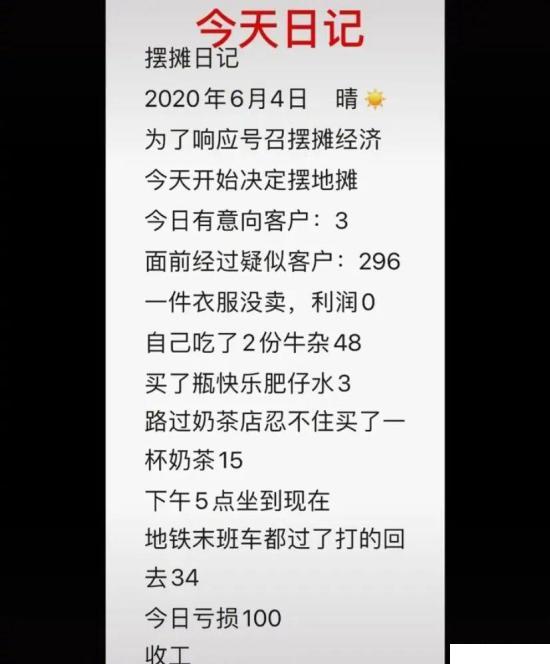 今天日记
摆摊日记
2020年6月4日 晴☀️
为了响应号召摆摊经济
今天开始决定摆地摊
今日有意向客户：3
面前经过疑似客户：296
一件衣服没卖，利润0
自己吃了2份牛杂48
买了瓶快乐肥仔水3
路过奶茶店忍不住买了一
杯奶茶15
下午5点坐到现在
地铁末班车都过了打的回
去34
今日亏损100
收工